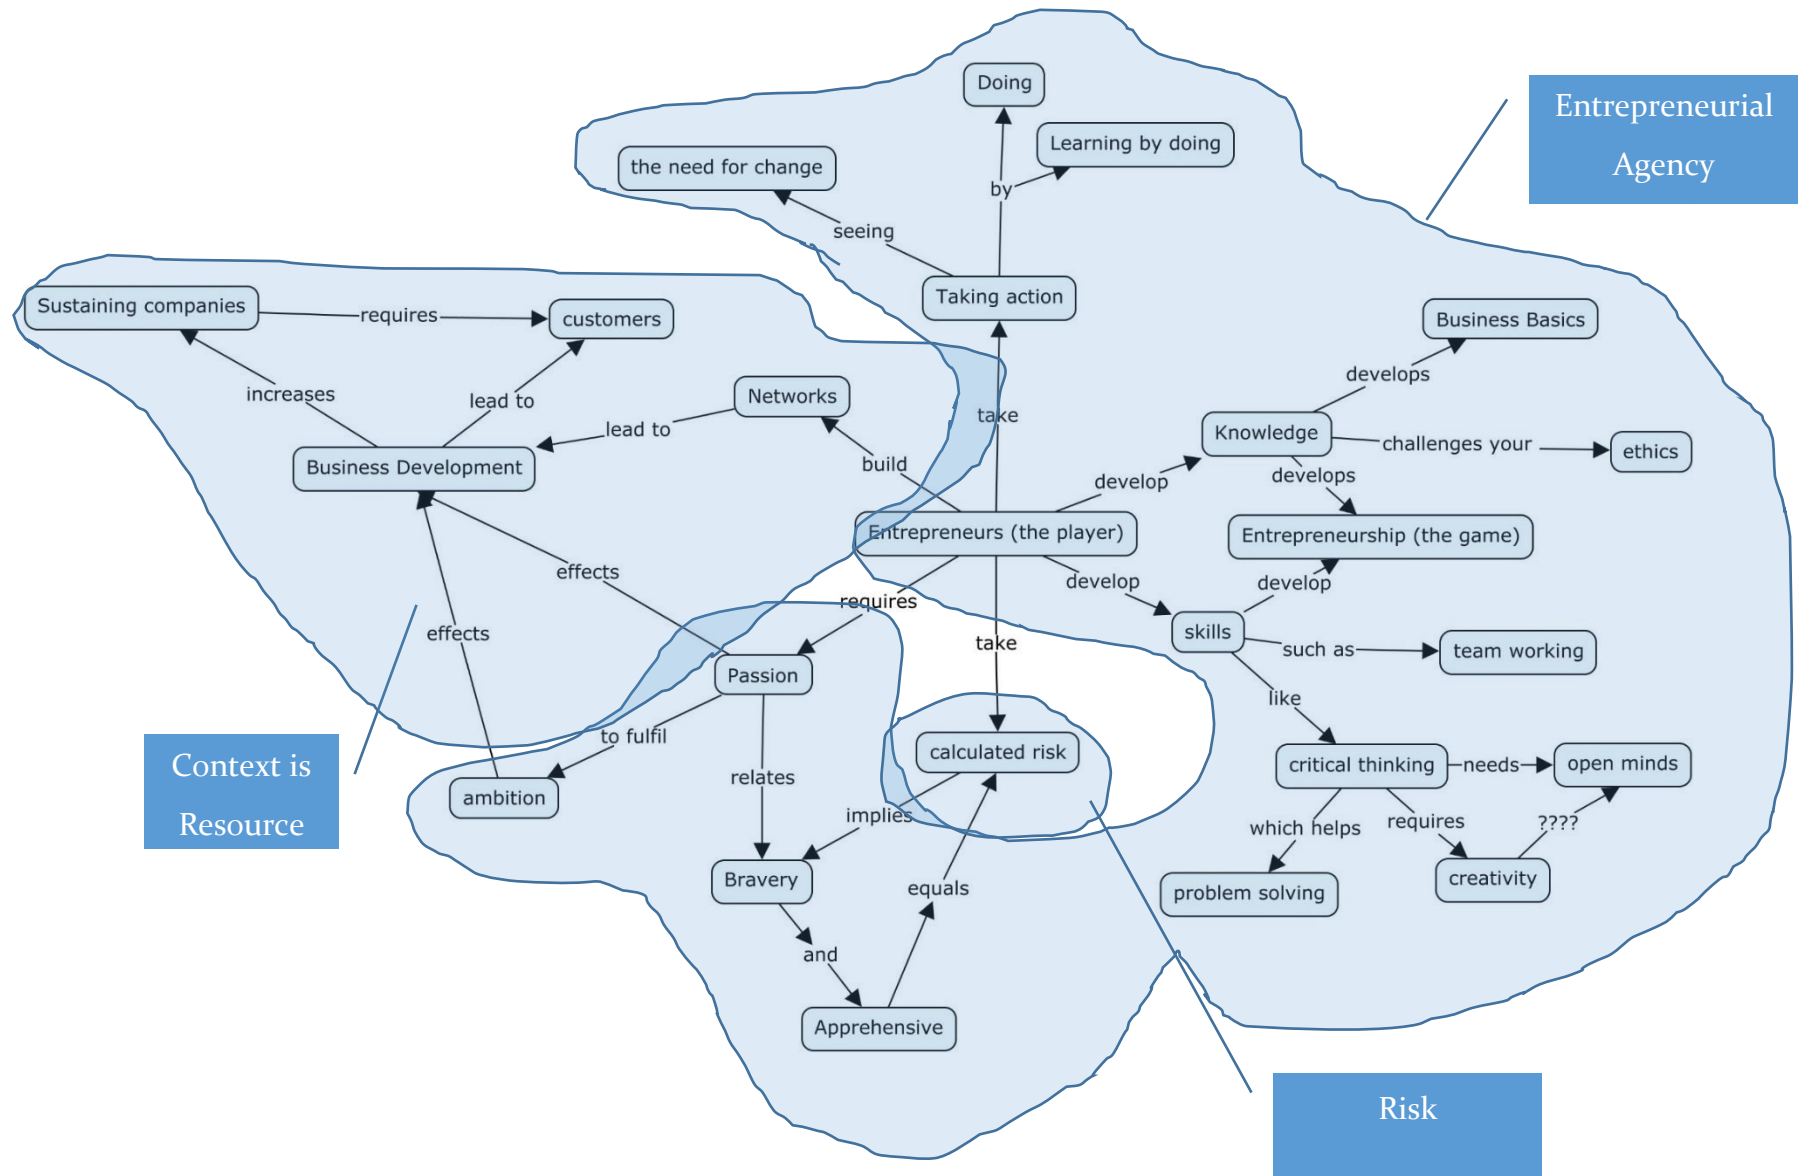 Doing
Entrepreneurial
Agency
Learning by doing
the need for change
by
seeing
Taking action
Sustaining companies
requires
customers
Business Basics
increases
lead to
Networks
take
develops
lead to
build
Knowledge
challenges your
ethics
Business Development
develop
develops
Entrepreneurs (the player)
Entrepreneurship (the game)
effects
develop
develop
requires
effects
take
skills
such as
team working
Passion
like
to fulfil
Context is
Resource
calculated risk
critical thinking
needs
open minds
relates
ambition
implies
which helps
requires
????
Bravery
equals
problem solving
creativity
and
Apprehensive
Risk